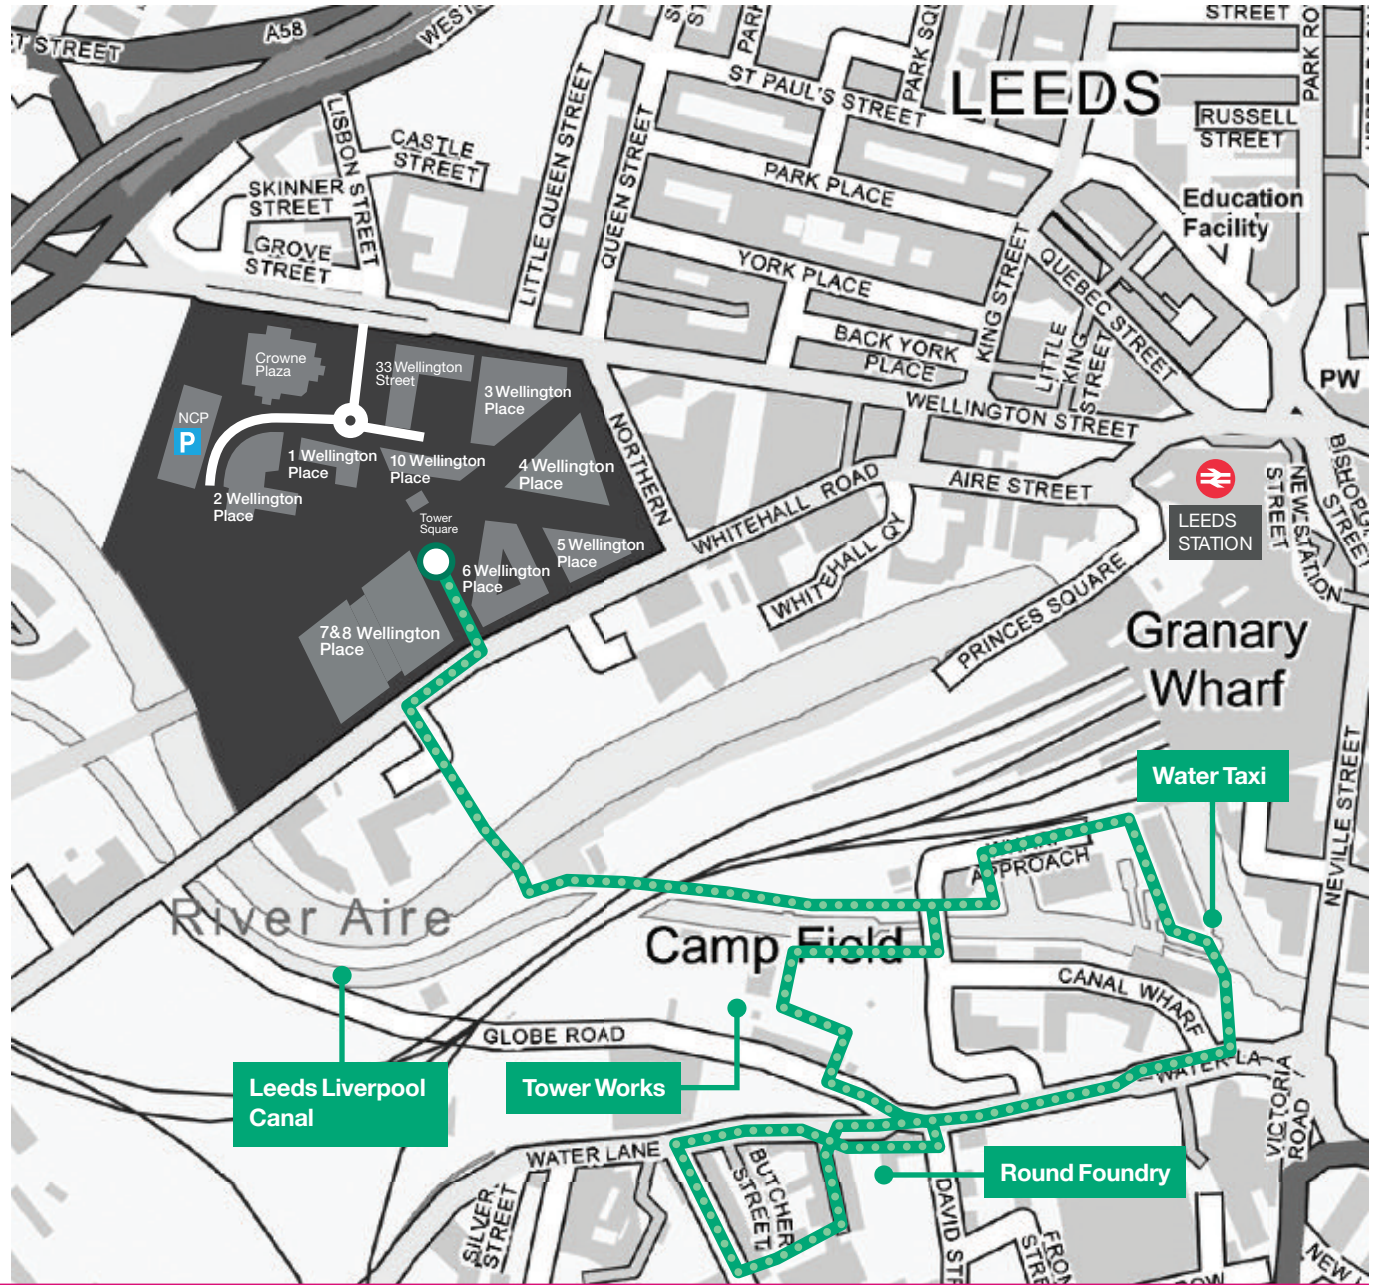 A58
STREET
LEEDS
ST PAUL'S STREET
PARK
RUSSELL
STREET
LISBON STREET
CASTLE
STREET
SKINNER
STREET
GROVE
STREET
LITTLE QUEEN STREET
QUEEN STREET
PARK PLACE
YORK PLACE
BACK YORK
PLACE
KING STREET
QUEBEC STREET
LITTLE
KING
STREET
Education
Facility
PW
WELLINGTON STREET
Crowne
Plaza
33 Wellington
Street
3 Wellington
Place
NCP
P
1 Wellington
Place
10 Wellington
Place
4 Wellington
Place
2 Wellington
Place
Tower
Square
5 Wellington
Place
6 Wellington
Place
7&8 Wellington
Place
NORTHERN
WHITEHALL ROAD
WHITEHALL QY
AIRE STREET
PRINCES SQUARE
LEEDS
STATION
NEW STATION
STREET
STREET
Granary
Wharf
NEVILLE STREET
Water Taxi
APPROACH
River Aire
Camp Field
CANAL WHARF
GLOBE ROAD
Leeds Liverpool
Canal
Tower Works
WATER LA
VICTORIA
ROAD
WATER LANE
BUTCHER
STREET
SILVER
STREET
Round Foundry
DAVID ST
NEW